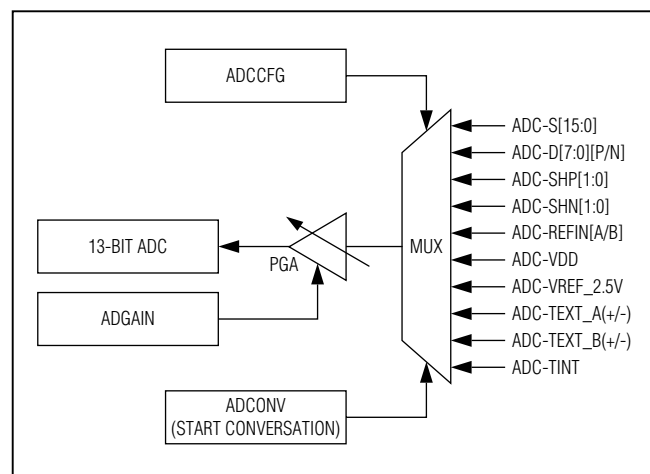 ADCCFG
ADC-S[15:0]
ADC-D[7:0][P/N]
ADC-SHP[1:0]
ADC-SHN[1:0]
ADC-REFIN[A/B]
ADC-VDD
ADC-VREF_2.5V
ADC-TEXT_A(+/-)
ADC-TEXT_B(+/-)
ADC-TINT
MUX
13-BIT ADC
PGA
ADGAIN
ADCONV
(START CONVERSATION)